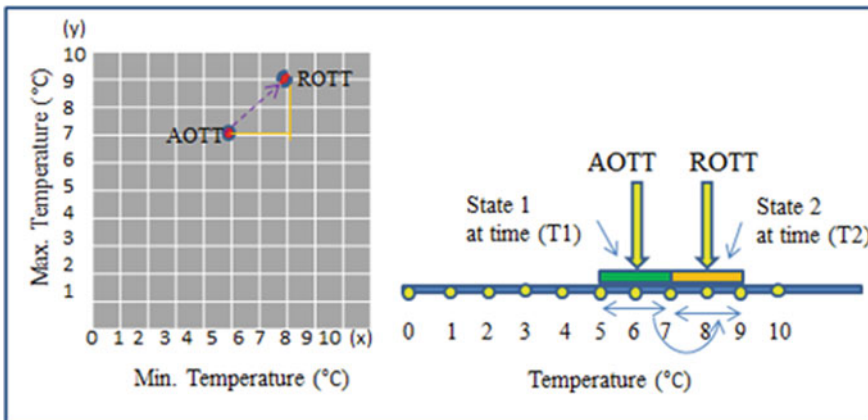 (y)
10
9
8
7
6
5
4
3
2
1
Max. Temperature (°C)
ROTT
AOTT
0 1 2 3 4 5 6 7 8 9 10 (x)
Min. Temperature (°C)
AOTT ROTT
State 1
at time (T1)
State 2
at time (T2)
0 1 2 3 4 5 6 7 8 9 10
Temperature (°C)